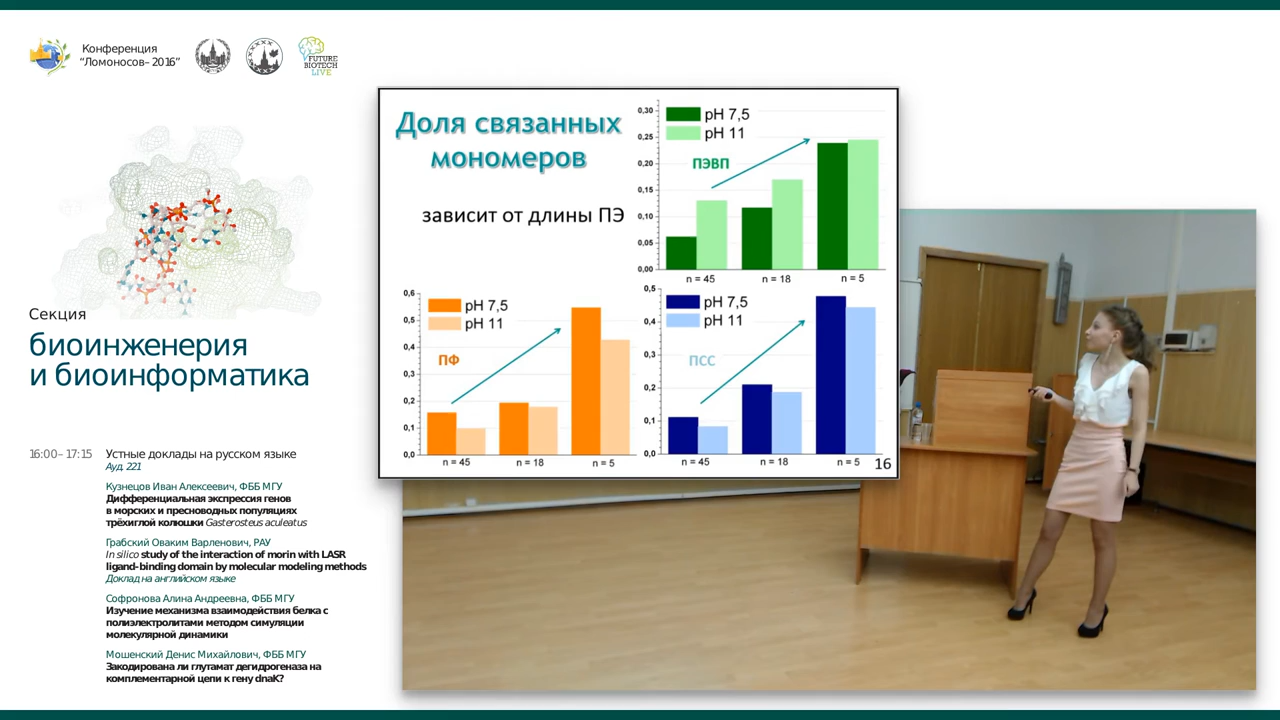 Конференция
“Ломоносов–2016”
FUTURE
BIOTECH
LIVE
Секция
биоинженерия
и биоинформатика
16:00–17:15 Устные доклады на русском языке
Ауд. 221
Кузнецов Иван Алексеевич, ФББ МГУ
Дифференциальная экспрессия генов
в морских и пресноводных популяциях
трёхиглой колюшки Gasterosteus aculeatus
Грабский Оваким Варленович, РАУ
In silico study of the interaction of morin with LASR
ligand-binding domain by molecular modeling methods
Доклад на английском языке
Софронова Алина Андреевна, ФББ МГУ
Изучение механизма взаимодействия белка с
полиэлектролитами методом симуляции
молекулярной динамики
Мошенский Денис Михайлович, ФББ МГУ
Закодирована ли глутамат дегидрогеназа на
комплементарной цепи к гену dnaK?
Доля связанных
мономеров
зависит от длины ПЭ
pH 7,5
pH 11
ПЭВП
0,30
0,25
0,20
0,15
0,10
0,05
0,00
n = 45 n = 18 n = 5
pH 7,5
pH 11
ПФ
0,6
0,5
0,4
0,3
0,2
0,1
0,0
n = 45 n = 18 n = 5
pH 7,5
pH 11
ПСС
0,5
0,4
0,3
0,2
0,1
0,0
n = 45 n = 18 n = 5
16